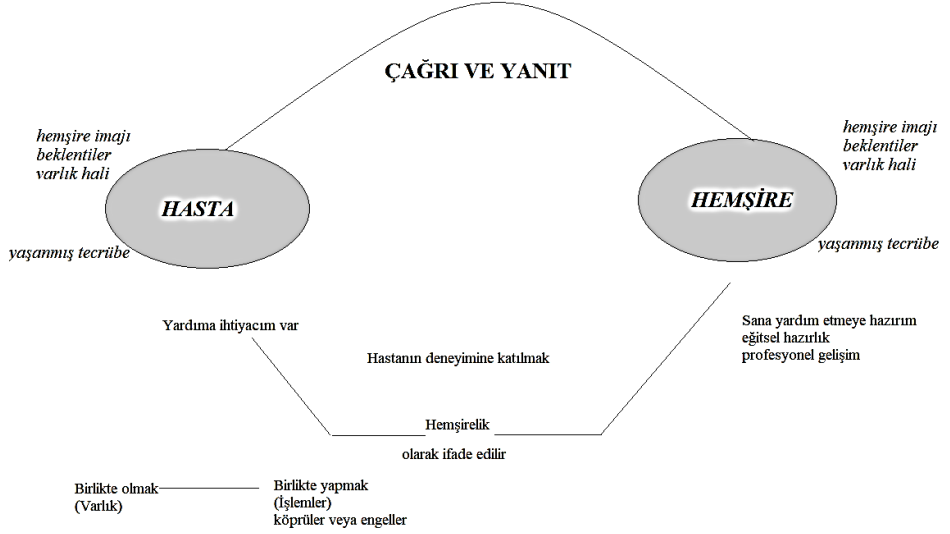 ÇAĞRI VE YANIT
hemşire imajı
beklentiler
varlık hali
HASTA
yaşanmış tecrübe
hemşire imajı
beklentiler
varlık hali
HEMŞİRE
yaşanmış tecrübe
Yardıma ihtiyacım var
Sana yardım etmeye hazırım
eğitsel hazırlık
profesyonel gelişim
Hastanın deneyimine katılmak
Hemşirelik
olarak ifade edilir
Birlikte olmak
(Varlık)
Birlikte yapmak
(İşlemler)
köprüler veya engeller